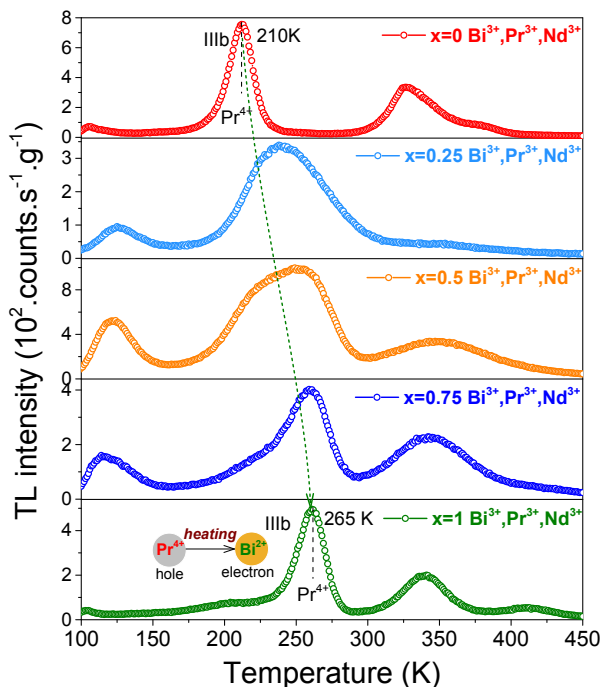 TL intensity (10².counts.s⁻¹.g⁻¹)
8
6
4
2
0
IIIb
210K
Pr⁴⁺
x=0 Bi³⁺,Pr³⁺,Nd³⁺
3
2
1
0
x=0.25 Bi³⁺,Pr³⁺,Nd³⁺
8
4
0
x=0.5 Bi³⁺,Pr³⁺,Nd³⁺
4
2
0
x=0.75 Bi³⁺,Pr³⁺,Nd³⁺
4
2
0
IIIb
265 K
x=1 Bi³⁺,Pr³⁺,Nd³⁺
Pr⁴⁺ heating Bi²⁺
hole electron
Pr⁴⁺
100 150 200 250 300 350 400 450
Temperature (K)